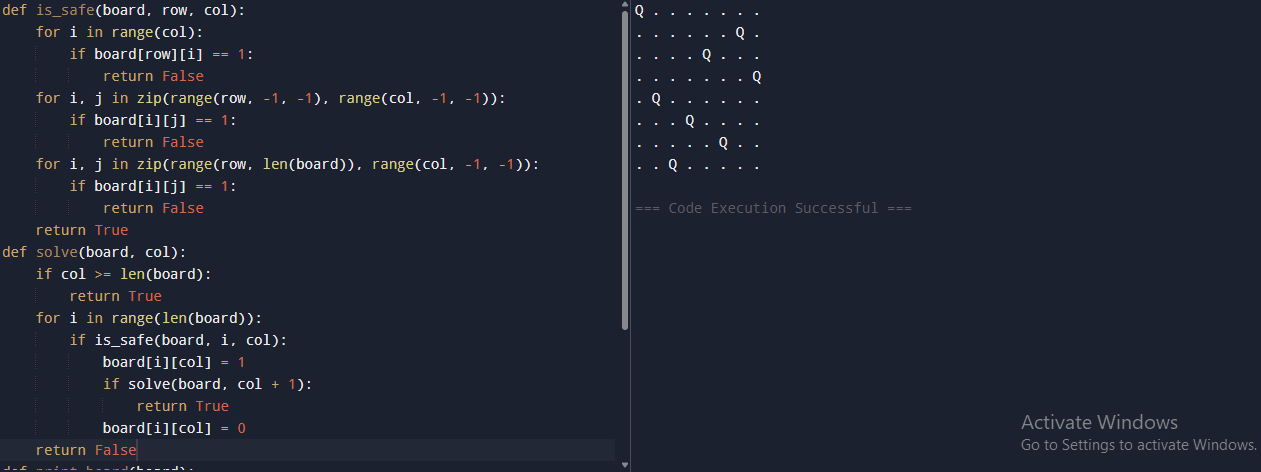 def is_safe(board, row, col):
    for i in range(col):
        if board[row][i] == 1:
            return False
    for i, j in zip(range(row, -1, -1), range(col, -1, -1)):
        if board[i][j] == 1:
            return False
    for i, j in zip(range(row, len(board)), range(col, -1, -1)):
        if board[i][j] == 1:
            return False
    return True
def solve(board, col):
    if col >= len(board):
        return True
    for i in range(len(board)):
        if is_safe(board, i, col):
            board[i][col] = 1
            if solve(board, col + 1):
                return True
            board[i][col] = 0
    return False
def print_board(board):
Q . . . . . . .
. . . . . . Q .
. . . . Q . . .
. . . . . . . Q
. Q . . . . . .
. . . Q . . . .
. . . . . Q . .
. . Q . . . . .
=== Code Execution Successful ===
Activate Windows
Go to Settings to activate Windows.